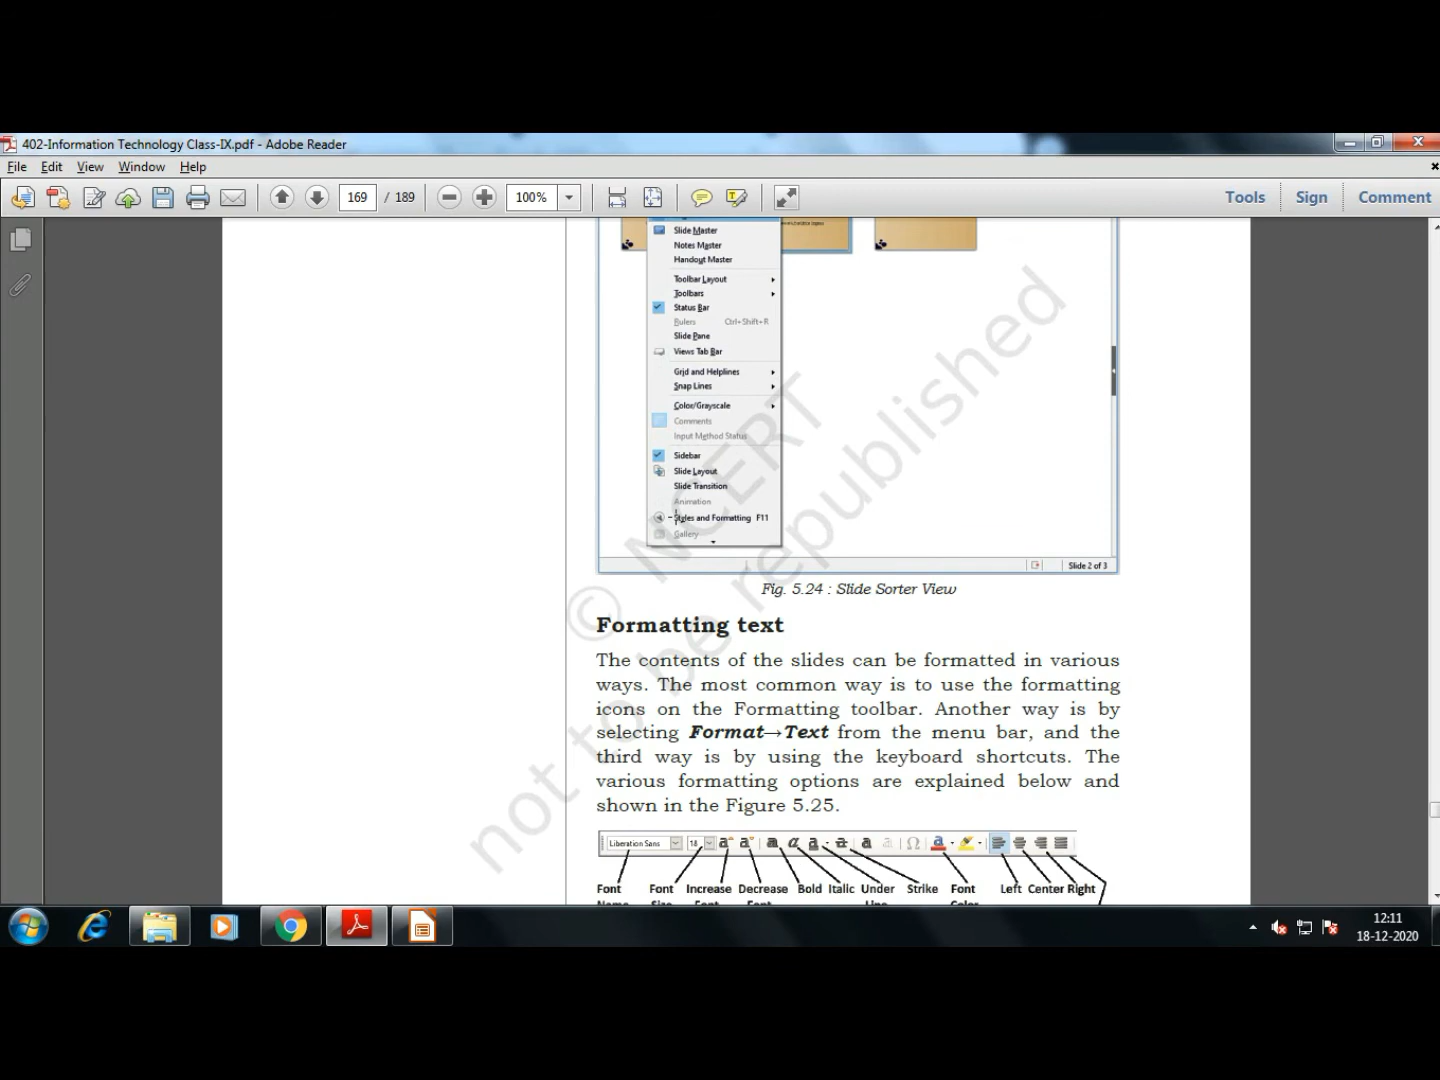 402-Information Technology Class-IX.pdf - Adobe Reader
File Edit View Window Help
169 / 189 100% Tools Sign Comment
Slide Master
Notes Master
Handout Master
Toolbar Layout
Toolbars
Status Bar
Rulers Ctrl+Shift+R
Slide Pane
Views Tab Bar
Grid and Helplines
Snap Lines
Color/Grayscale
Comments
Input Method Status
Sidebar
Slide Layout
Slide Transition
Animation
Styles and Formatting F11
Gallery
Slide 2 of 3
© NCERT
not to be republished
Fig. 5.24 : Slide Sorter View
Formatting text
The contents of the slides can be formatted in various
ways. The most common way is to use the formatting
icons on the Formatting toolbar. Another way is by
selecting Format→Text from the menu bar, and the
third way is by using the keyboard shortcuts. The
various formatting options are explained below and
shown in the Figure 5.25.
Liberation Sans 18
Font Font Increase Decrease Bold Italic Under Strike Font Left Center Right
12:11
18-12-2020